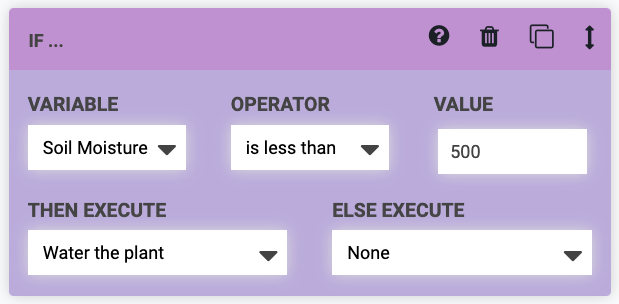 IF ...
VARIABLE OPERATOR VALUE
Soil Moisture is less than 500
THEN EXECUTE ELSE EXECUTE
Water the plant None